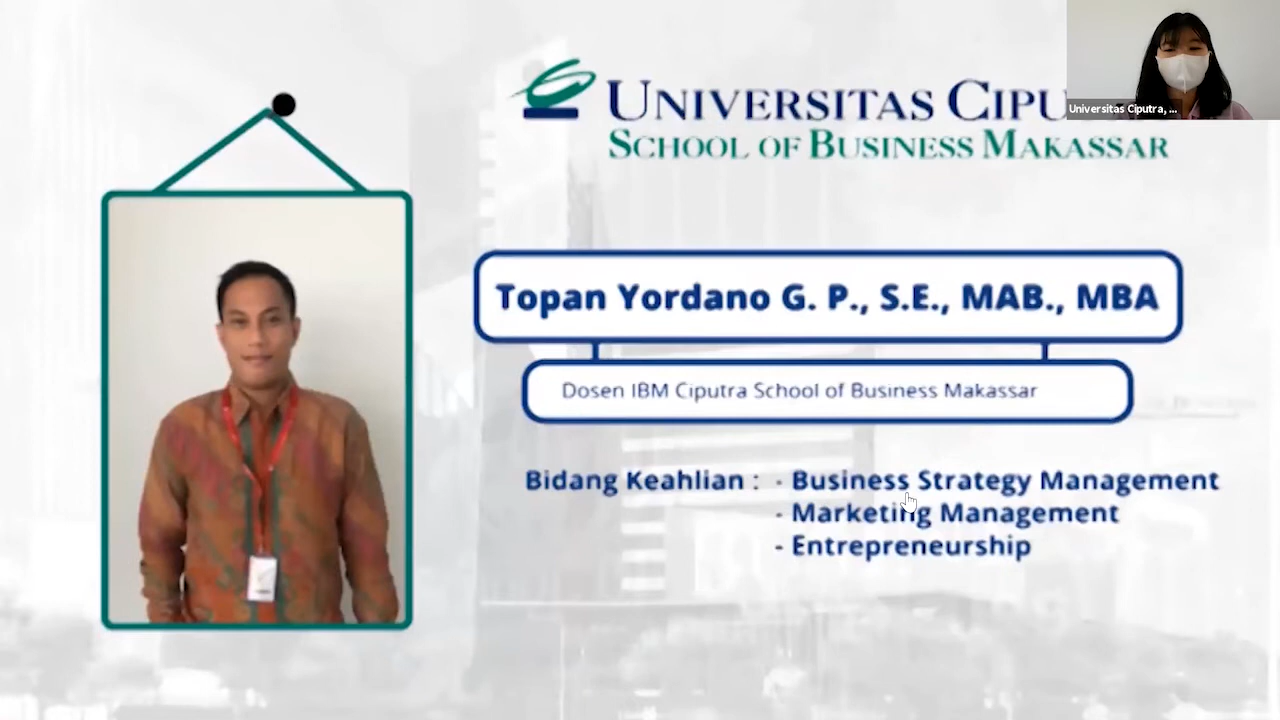 UNIVERSITAS CIPU
SCHOOL OF BUSINESS MAKASSAR
Universitas Ciputra, ...
Topan Yordano G. P., S.E., MAB., MBA
Dosen IBM Ciputra School of Business Makassar
Bidang Keahlian : - Business Strategy Management
- Marketing Management
- Entrepreneurship